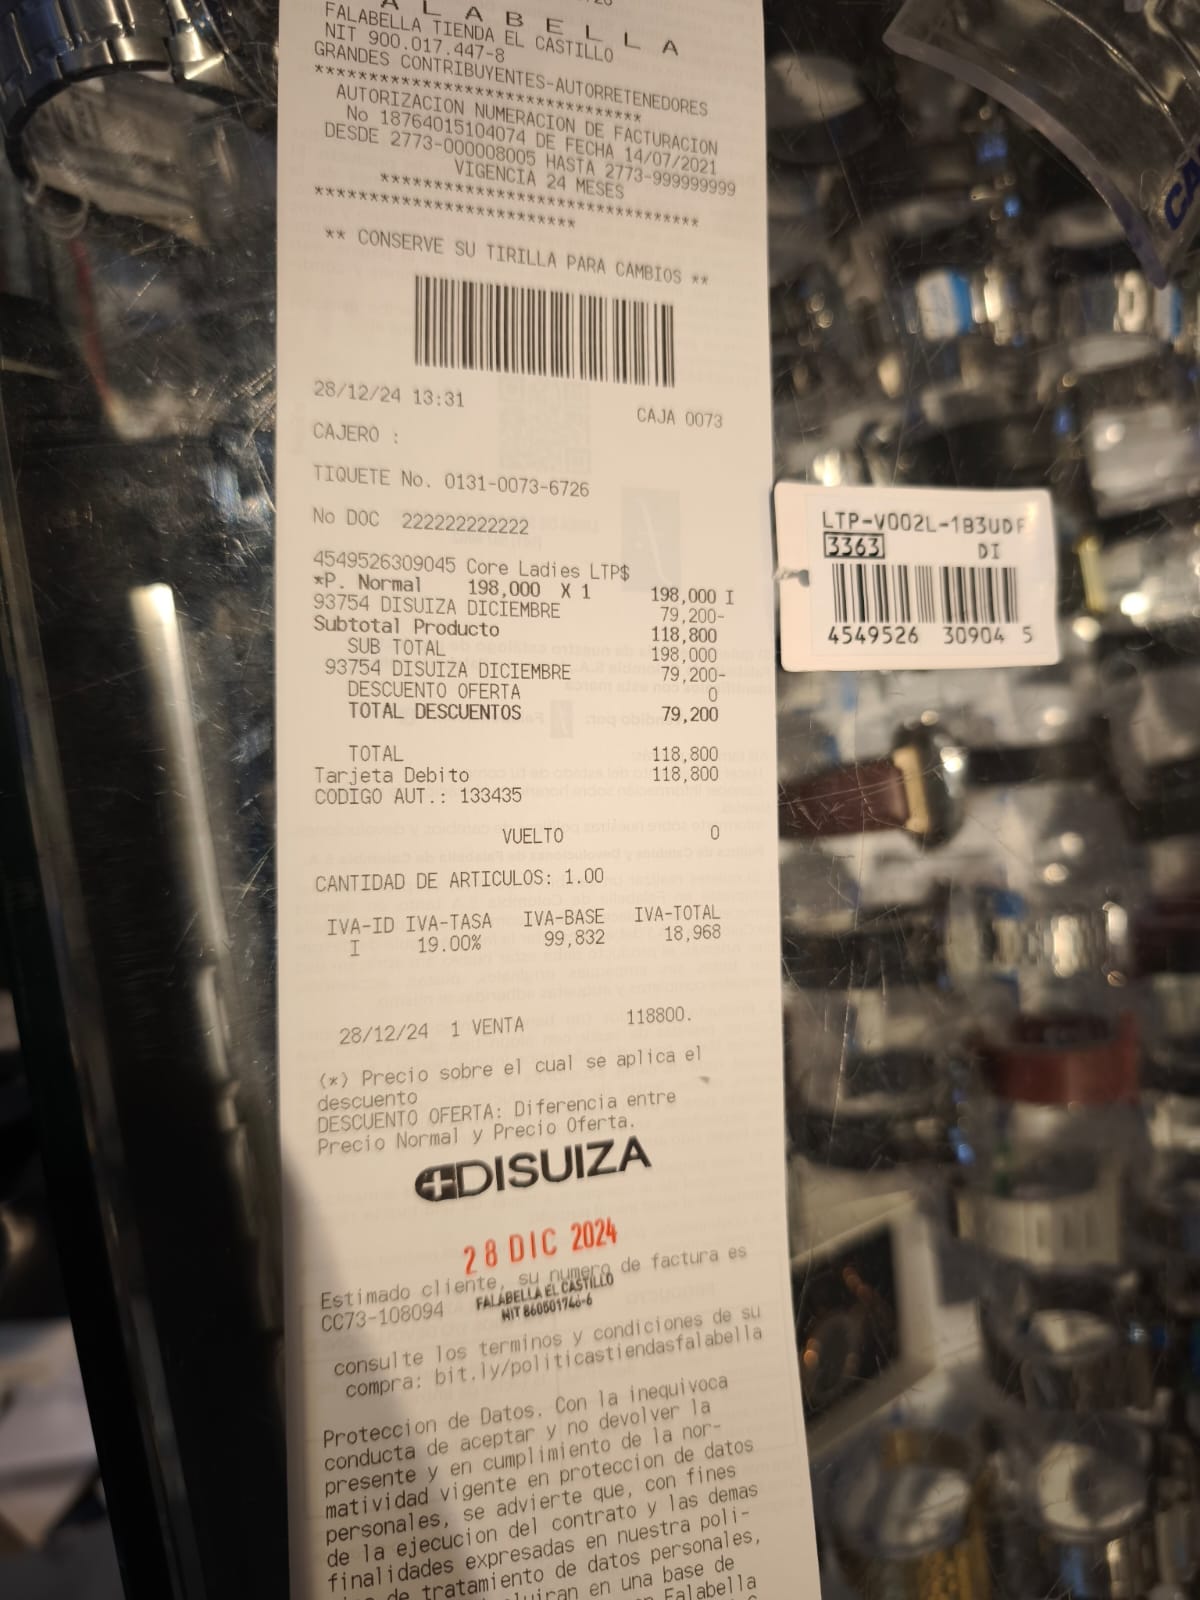 ALABELLA
FALABELLA TIENDA EL CASTILLO
NIT 900.017.447-8
GRANDES CONTRIBUYENTES-AUTORRETENEDORES
******************************
AUTORIZACION NUMERACION DE FACTURACION
No 18764015104074 DE FECHA 14/07/2021
DESDE 2773-000008005 HASTA 2773-999999999
VIGENCIA 24 MESES
******************************
************************
** CONSERVE SU TIRILLA PARA CAMBIOS **
28/12/24 13:31 CAJA 0073
CAJERO :
TIQUETE No. 0131-0073-6726
No DOC 222222222222
4549526309045 Core Ladies LTP$
*P. Normal 198,000 X 1 198,000 I
93754 DISUIZA DICIEMBRE 79,200-
Subtotal Producto 118,800
SUB TOTAL 198,000
93754 DISUIZA DICIEMBRE 79,200-
DESCUENTO OFERTA 0
TOTAL DESCUENTOS 79,200
TOTAL 118,800
Tarjeta Debito 118,800
CODIGO AUT.: 133435
VUELTO 0
CANTIDAD DE ARTICULOS: 1.00
IVA-ID IVA-TASA IVA-BASE IVA-TOTAL
I 19.00% 99,832 18,968
28/12/24 1 VENTA 118800.
(*) Precio sobre el cual se aplica el
descuento
DESCUENTO OFERTA: Diferencia entre
Precio Normal y Precio Oferta.
DISUIZA
28 DIC 2024
Estimado cliente, su numero de factura es
CC73-108094
FALABELLA EL CASTILLO
NIT 860501746-6
consulte los terminos y condiciones de su
compra: bit.ly/politicastiendasfalabella
Proteccion de Datos. Con la inequivoca
conducta de aceptar y no devolver la
presente y en cumplimiento de la nor-
matividad vigente en proteccion de datos
personales, se advierte que, con fines
de la ejecucion del contrato y las demas
finalidades expresadas en nuestra poli-
de tratamiento de datos personales,
en una base de
Falabella
LTP-V002L-1B3UDF
3363 DI
4549526 30904 5